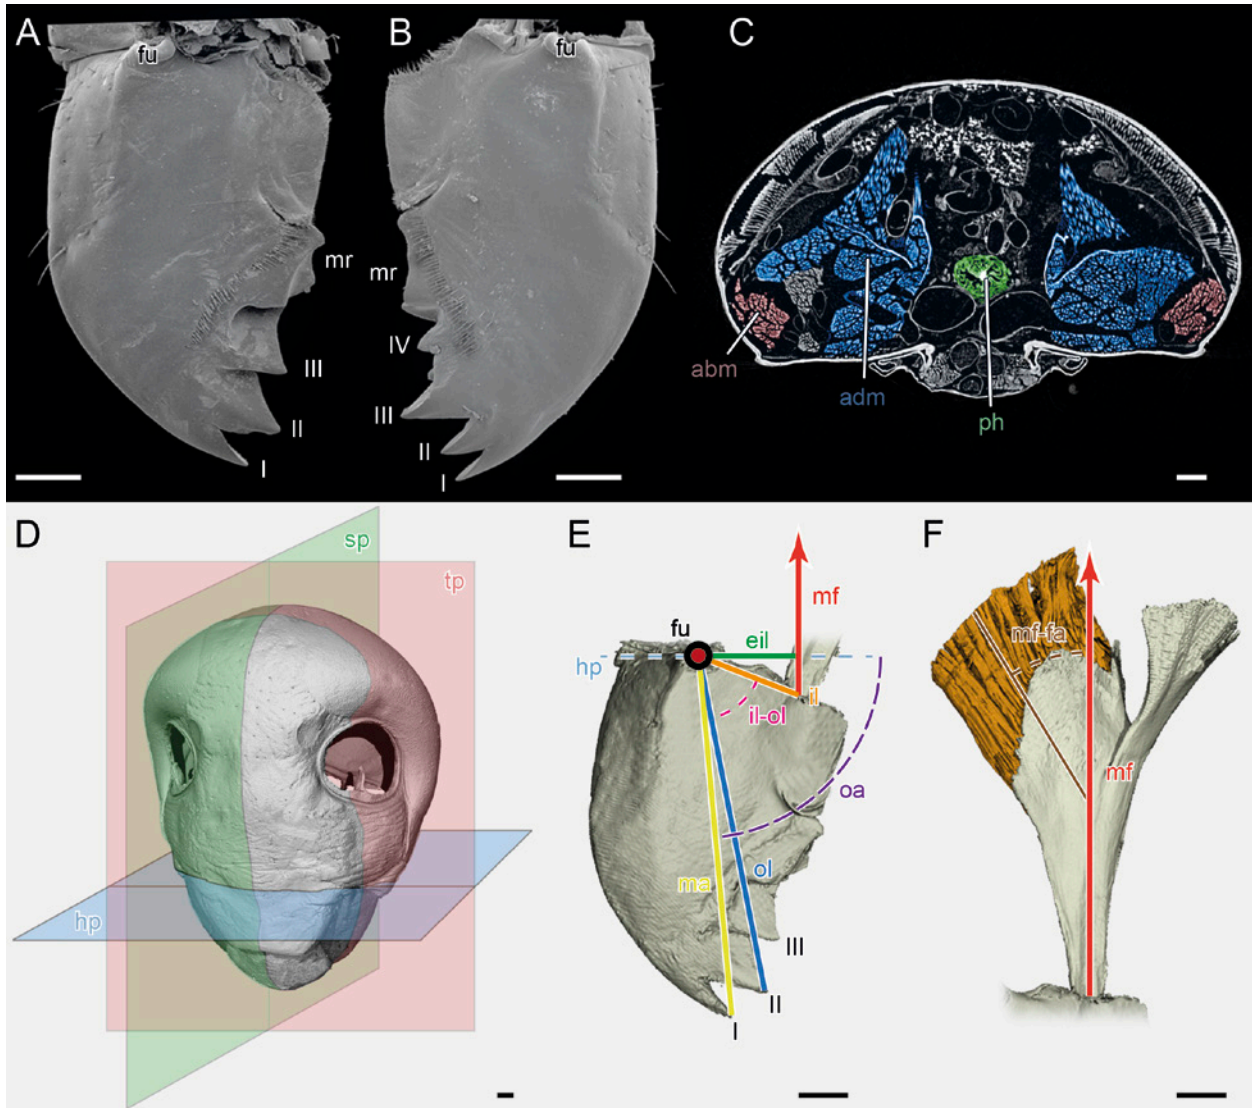 A
fu
mr
III
II
I
B
fu
mr
IV
III
II
I
C
abm
adm
ph
D
sp
tp
hp
E
mf
fu
eil
hp
il
il-ol
oa
ma
ol
III
II
I
F
mf-fa
mf